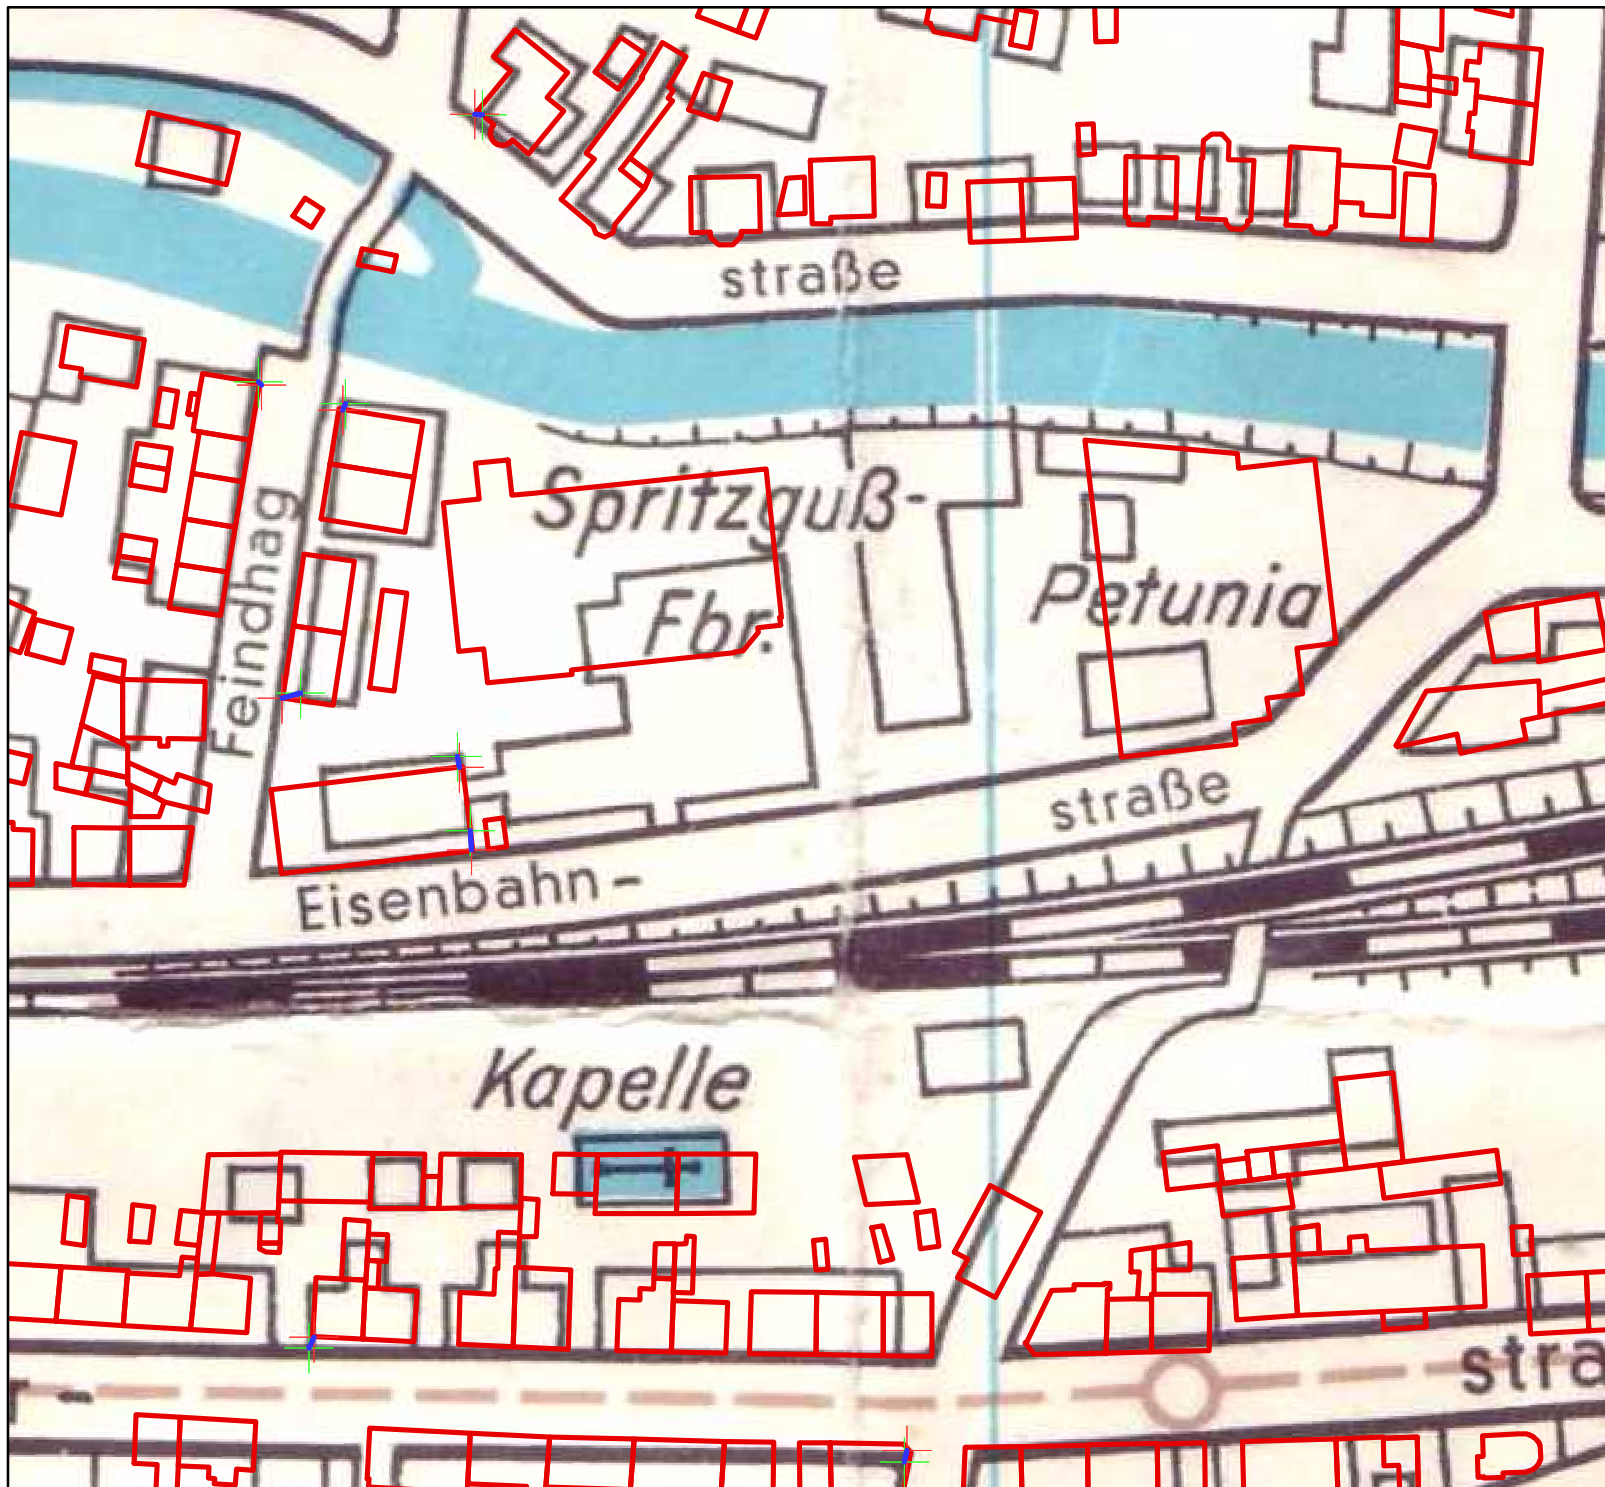 straße
Spritzguß-
Fbr.
Petunia
Feindhag
straße
Eisenbahn-
Kapelle
r-
stra